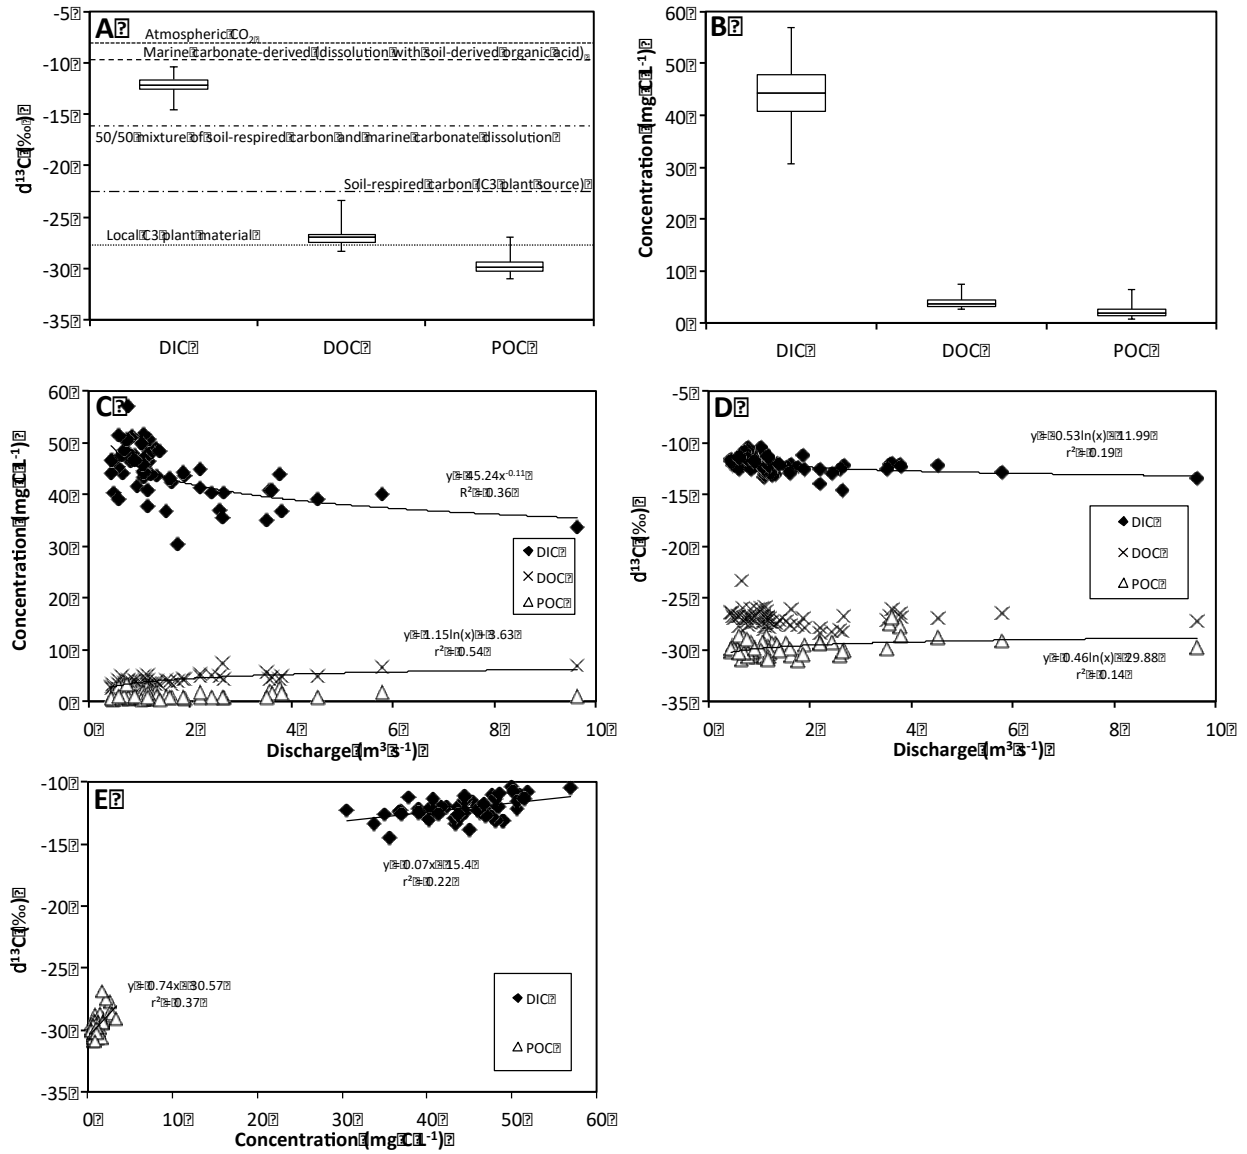 A
-5
-10
-15
-20
-25
-30
-35
d¹³C (‰)
Atmospheric CO₂
Marine carbonate-derived (dissolution with soil-derived organic acid)
50/50 mixture of soil-respired carbon and marine carbonate dissolution
Soil-respired carbon (C3 plant source)
Local C3 plant material
DIC DOC POC
B
60
50
40
30
20
10
0
Concentration (mg C L⁻¹)
DIC DOC POC
C
60
50
40
30
20
10
0
Concentration (mg C L⁻¹)
y = 45.24x⁻⁰·¹¹
R² = 0.36
DIC
DOC
POC
y = 1.15ln(x) + 3.63
r² = 0.54
0 2 4 6 8 10
Discharge (m³ s⁻¹)
D
-5
-10
-15
-20
-25
-30
-35
d¹³C (‰)
y = -0.53ln(x) - 11.99
r² = 0.19
DIC
DOC
POC
y = 0.46ln(x) - 29.88
r² = 0.14
0 2 4 6 8 10
Discharge (m³ s⁻¹)
E
-10
-15
-20
-25
-30
-35
d¹³C (‰)
y = 0.07x - 15.4
r² = 0.22
y = 0.74x - 30.57
r² = 0.37
DIC
POC
0 10 20 30 40 50 60
Concentration (mg C L⁻¹)